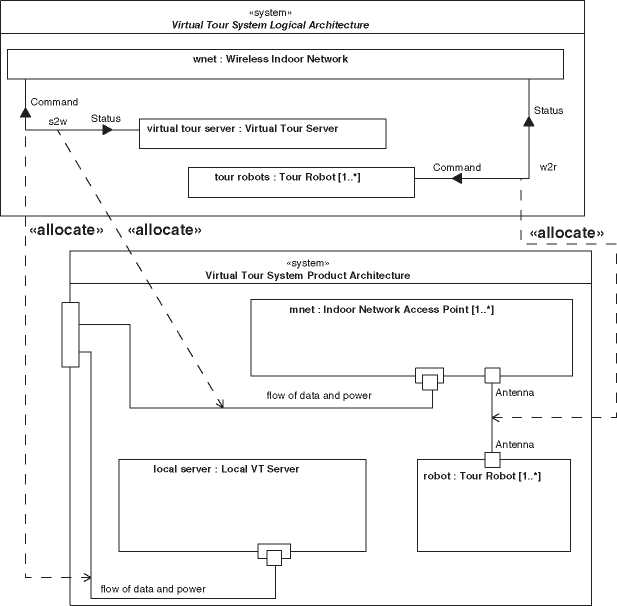 «system»
Virtual Tour System Logical Architecture
wnet : Wireless Indoor Network
Command
s2w
Status
virtual tour server : Virtual Tour Server
Status
Command
w2r
tour robots : Tour Robot [1..*]
«allocate»
«allocate»
«allocate»
«system»
Virtual Tour System Product Architecture
mnet : Indoor Network Access Point [1..*]
flow of data and power
Antenna
Antenna
local server : Local VT Server
robot : Tour Robot [1..*]
flow of data and power